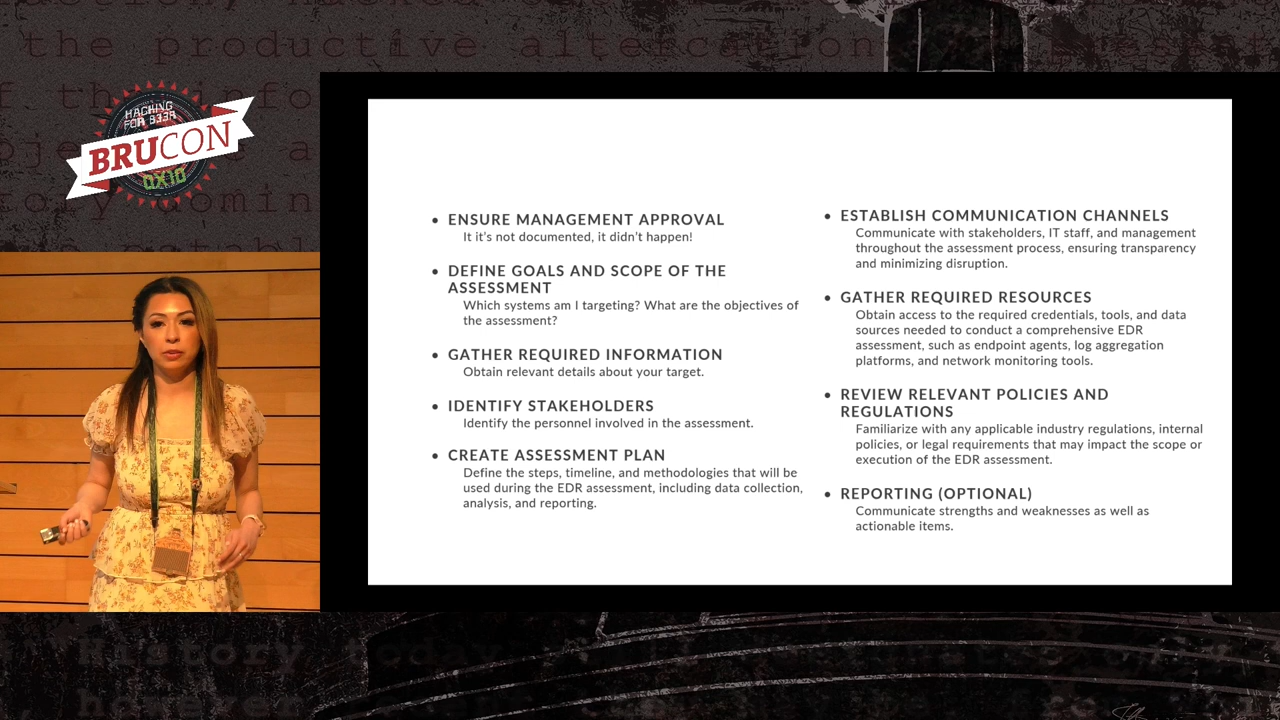 the productive altercation
HACKING
FOR B33R
BRUCON
0X10
ENSURE MANAGEMENT APPROVAL
It it's not documented, it didn't happen!
DEFINE GOALS AND SCOPE OF THE
ASSESSMENT
Which systems am I targeting? What are the objectives of
the assessment?
GATHER REQUIRED INFORMATION
Obtain relevant details about your target.
IDENTIFY STAKEHOLDERS
Identify the personnel involved in the assessment.
CREATE ASSESSMENT PLAN
Define the steps, timeline, and methodologies that will be
used during the EDR assessment, including data collection,
analysis, and reporting.
ESTABLISH COMMUNICATION CHANNELS
Communicate with stakeholders, IT staff, and management
throughout the assessment process, ensuring transparency
and minimizing disruption.
GATHER REQUIRED RESOURCES
Obtain access to the required credentials, tools, and data
sources needed to conduct a comprehensive EDR
assessment, such as endpoint agents, log aggregation
platforms, and network monitoring tools.
REVIEW RELEVANT POLICIES AND
REGULATIONS
Familiarize with any applicable industry regulations, internal
policies, or legal requirements that may impact the scope or
execution of the EDR assessment.
REPORTING (OPTIONAL)
Communicate strengths and weaknesses as well as
actionable items.
History today
however